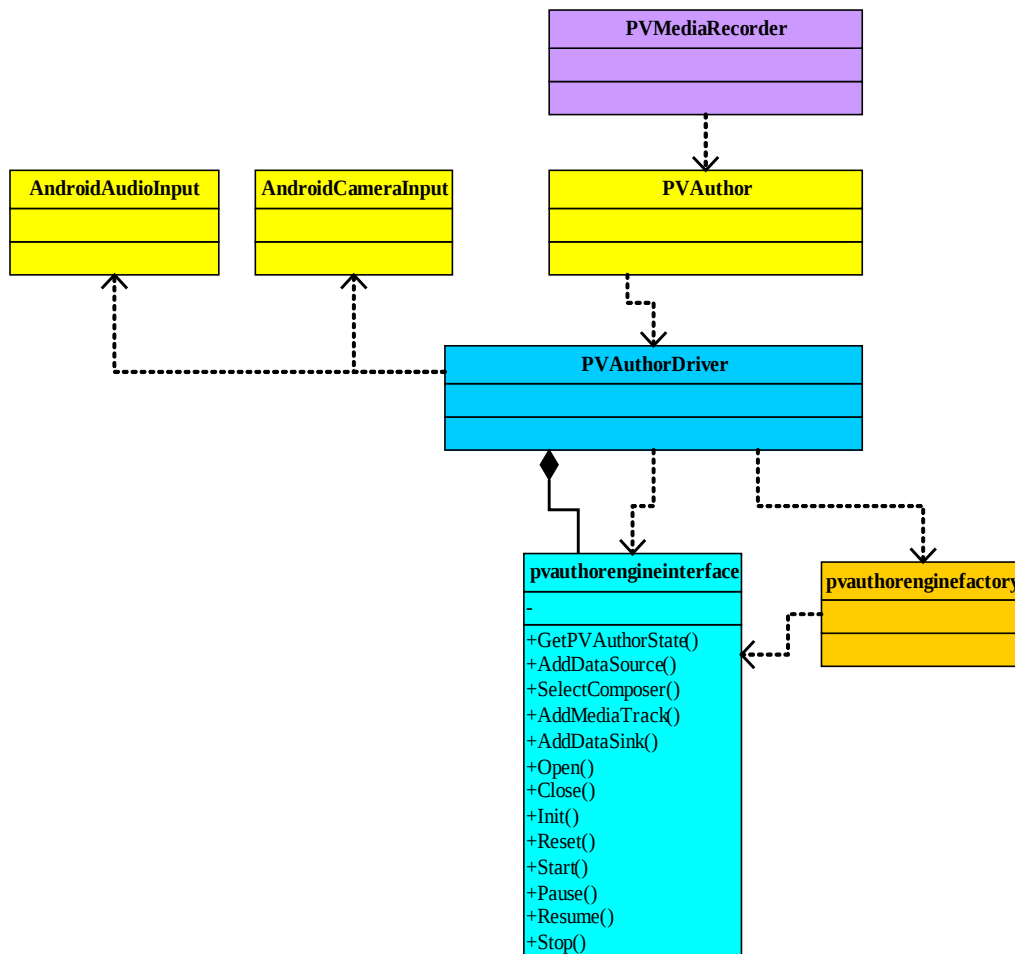 PVMediaRecorder
AndroidAudioInput
AndroidCameraInput
PVAuthor
PVAuthorDriver
pvauthorengineinterface
-
+GetPVAuthorState()
+AddDataSource()
+SelectComposer()
+AddMediaTrack()
+AddDataSink()
+Open()
+Close()
+Init()
+Reset()
+Start()
+Pause()
+Resume()
+Stop()
pvauthorenginefactory